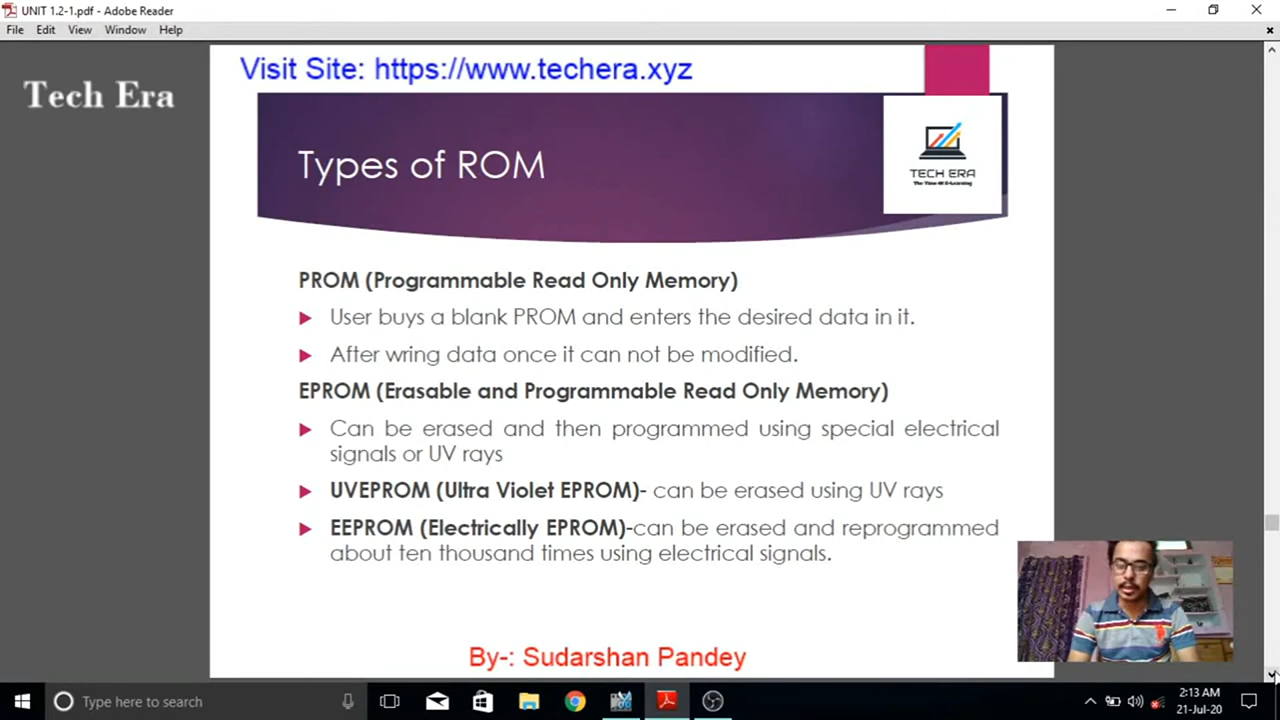 UNIT 1.2-1.pdf - Adobe Reader
File Edit View Window Help
Visit Site: https://www.techera.xyz
Tech Era
Types of ROM
TECH ERA
The Time Of E-Learning
PROM (Programmable Read Only Memory)
User buys a blank PROM and enters the desired data in it.
After wring data once it can not be modified.
EPROM (Erasable and Programmable Read Only Memory)
Can be erased and then programmed using special electrical
signals or UV rays
UVEPROM (Ultra Violet EPROM)- can be erased using UV rays
EEPROM (Electrically EPROM)-can be erased and reprogrammed
about ten thousand times using electrical signals.
By-: Sudarshan Pandey
Type here to search
2:13 AM
21-Jul-20